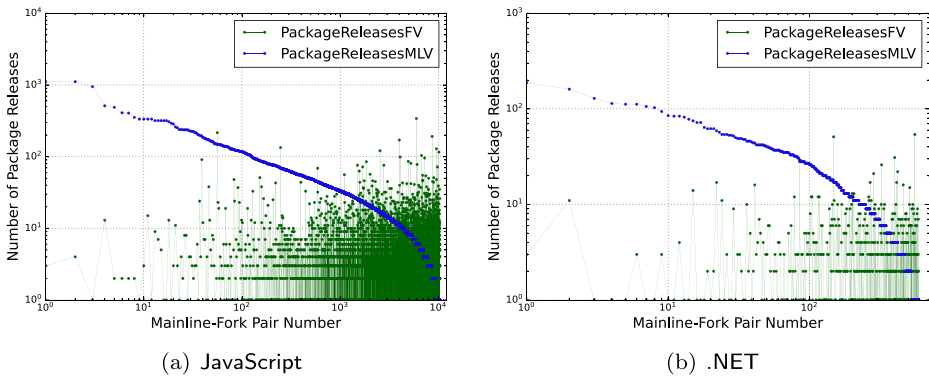 10^4
10^3
10^2
10^1
10^0
Number of Package Releases
PackageReleasesFV
PackageReleasesMLV
10^0
10^1
10^2
10^3
10^4
Mainline-Fork Pair Number
(a) JavaScript
10^3
10^2
10^1
10^0
Number of Package Releases
PackageReleasesFV
PackageReleasesMLV
10^0
10^1
10^2
Mainline-Fork Pair Number
(b) .NET